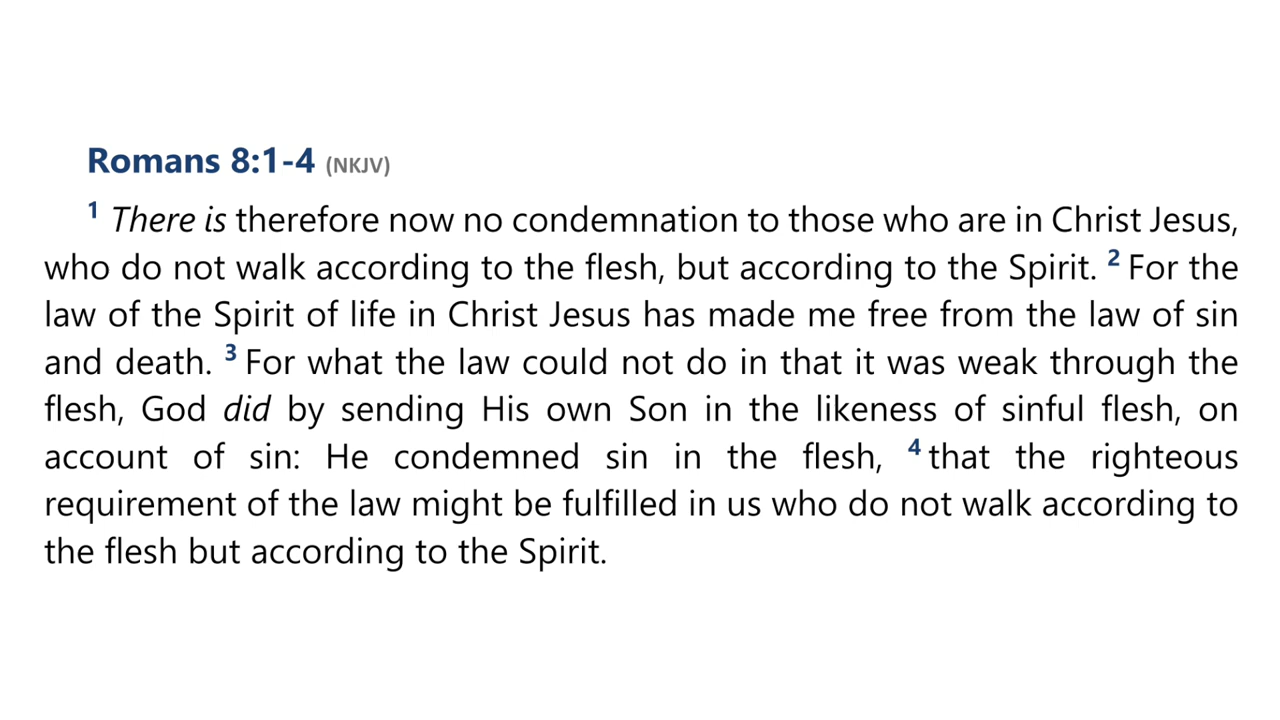 Romans 8:1-4 (NKJV)
1 There is therefore now no condemnation to those who are in Christ Jesus,
who do not walk according to the flesh, but according to the Spirit. 2 For the
law of the Spirit of life in Christ Jesus has made me free from the law of sin
and death. 3 For what the law could not do in that it was weak through the
flesh, God did by sending His own Son in the likeness of sinful flesh, on
account of sin: He condemned sin in the flesh, 4 that the righteous
requirement of the law might be fulfilled in us who do not walk according to
the flesh but according to the Spirit.